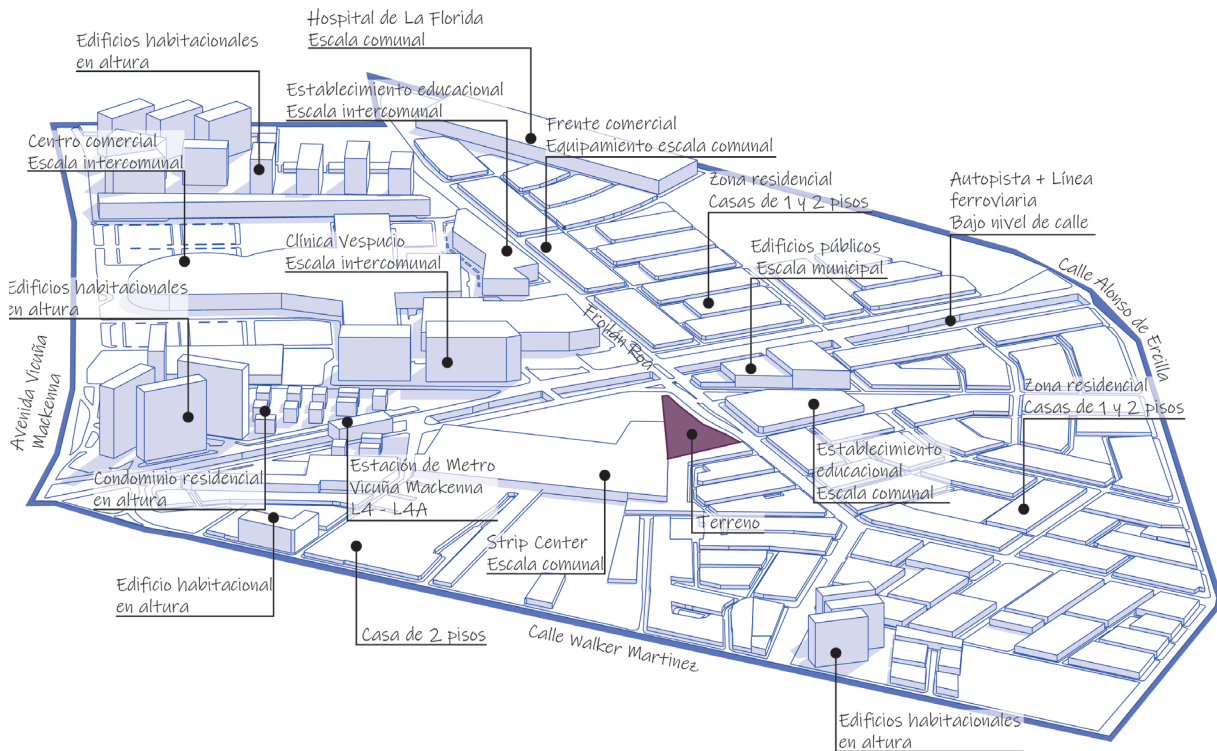 Hospital de La Florida
Escala comunal
Edificios habitacionales
en altura
Establecimiento educacional
Escala intercomunal
Frente comercial
Equipamiento escala comunal
Centro comercial
Escala intercomunal
Zona residencial
Casas de 1 y 2 pisos
Autopista + Línea
ferroviaria
Bajo nivel de calle
Clínica Vespucio
Escala intercomunal
Edificios públicos
Escala municipal
Edificios habitacionales
en altura
Froilán Roa
Calle Alonso de Ercilla
Avenida Vicuña
Mackenna
Zona residencial
Casas de 1 y 2 pisos
Condominio residencial
en altura
Estación de Metro
Vicuña Mackenna
L4 - L4A
Establecimiento
educacional
Escala comunal
Terreno
Strip Center
Escala comunal
Edificio habitacional
en altura
Casa de 2 pisos
Calle Walker Martinez
Edificios habitacionales
en altura